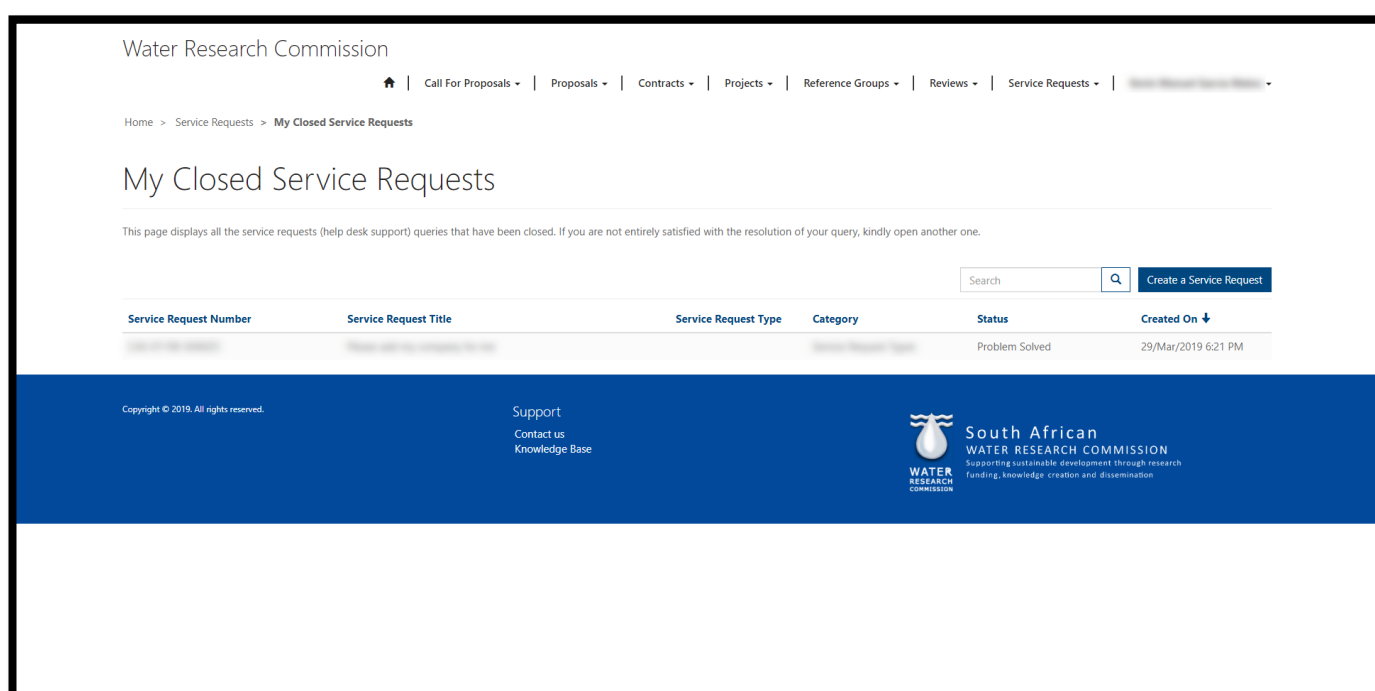 Water Research Commission
Call For Proposals | Proposals | Contracts | Projects | Reference Groups | Reviews | Service Requests |
Home > Service Requests > My Closed Service Requests
My Closed Service Requests
This page displays all the service requests (help desk support) queries that have been closed. If you are not entirely satisfied with the resolution of your query, kindly open another one.
Search Create a Service Request
Service Request Number Service Request Title Service Request Type Category Status Created On
Problem Solved 29/Mar/2019 6:21 PM
Copyright © 2019. All rights reserved.
Support
Contact us
Knowledge Base
WATER
RESEARCH
COMMISSION
South African
WATER RESEARCH COMMISSION
Supporting sustainable development through research
funding, knowledge creation and dissemination